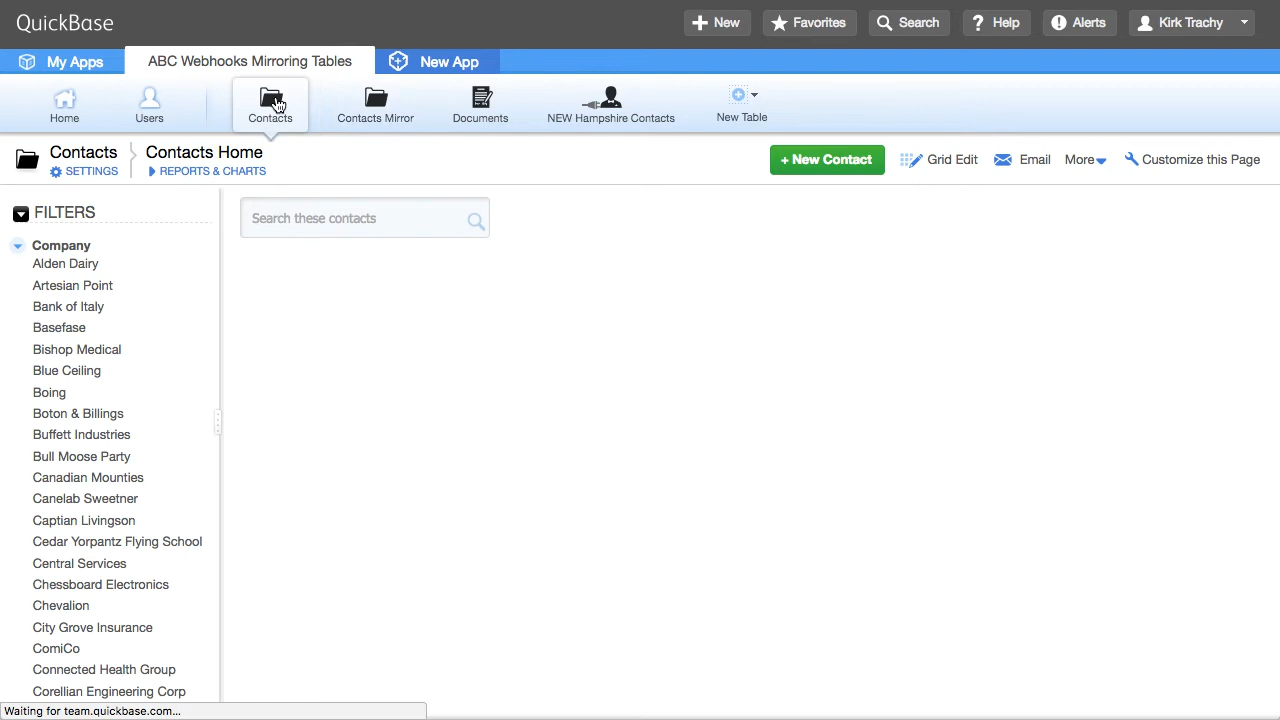 QuickBase
New
Favorites
Search
Help
Alerts
Kirk Trachy
My Apps
ABC Webhooks Mirroring Tables
New App
Home
Users
Contacts
Contacts Mirror
Documents
NEW Hampshire Contacts
New Table
Contacts
SETTINGS
Contacts Home
REPORTS & CHARTS
+ New Contact
Grid Edit
Email
More
Customize this Page
FILTERS
Search these contacts
Company
Alden Dairy
Artesian Point
Bank of Italy
Basefase
Bishop Medical
Blue Ceiling
Boing
Boton & Billings
Buffett Industries
Bull Moose Party
Canadian Mounties
Canelab Sweetner
Captian Livingson
Cedar Yorpantz Flying School
Central Services
Chessboard Electronics
Chevalion
City Grove Insurance
ComiCo
Connected Health Group
Corellian Engineering Corp
Waiting for team.quickbase.com...